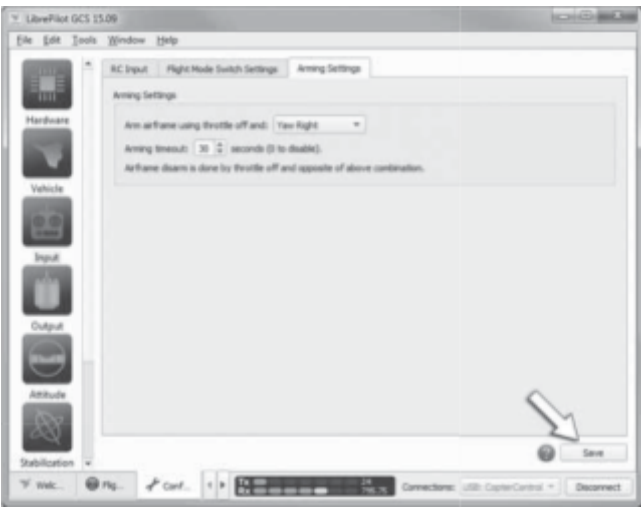 LibrePilot GCS 15.09
File Edit Tools Window Help
RC Input Flight Mode Switch Settings Arming Settings
Arming Settings
Arm airframe using throttle off and: Yaw Right
Arming timeout: 30 seconds (0 to disable).
Airframe disarm is done by throttle off and opposite of above combination.
Hardware
Vehicle
Input
Output
Attitude
Stabilization
Save
Welc... Flig... Conf... Tx 24 Connections: USB: CopterControl Disconnect
Rx